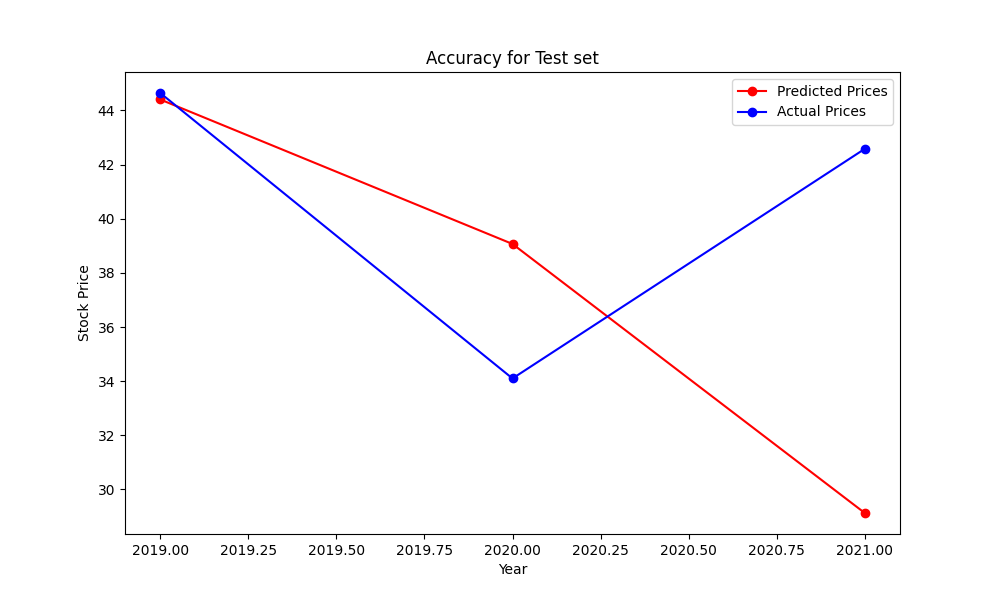 Accuracy for Test set
Predicted Prices
Actual Prices
44
42
40
38
36
34
32
30
Stock Price
2019.00 2019.25 2019.50 2019.75 2020.00 2020.25 2020.50 2020.75 2021.00
Year